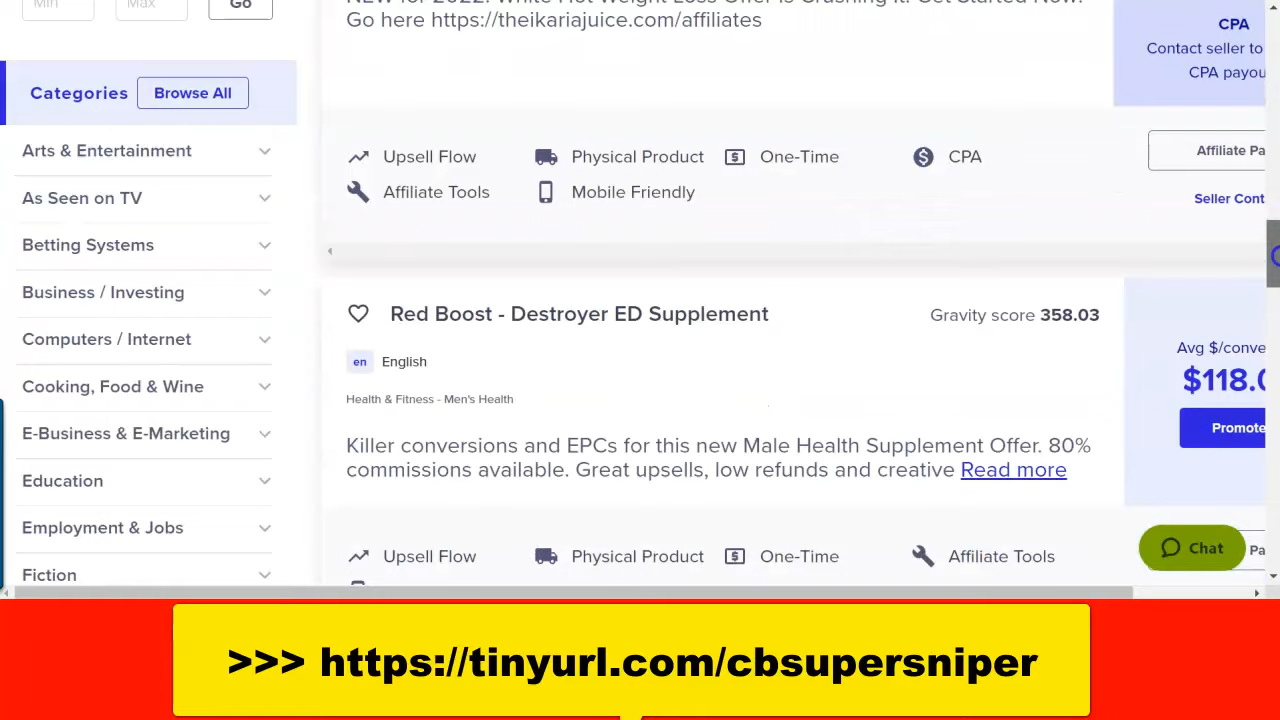 Min
Max
Go
Categories
Browse All
Arts & Entertainment
As Seen on TV
Betting Systems
Business / Investing
Computers / Internet
Cooking, Food & Wine
E-Business & E-Marketing
Education
Employment & Jobs
Fiction
NEW for 2022! White Hot Weight Loss Offer is Crushing It! Get Started Now!
Go here https://theikariajuice.com/affiliates
CPA
Contact seller to
CPA payou
Upsell Flow
Physical Product
One-Time
CPA
Affiliate Tools
Mobile Friendly
Affiliate Pa
Seller Cont
Red Boost - Destroyer ED Supplement
Gravity score 358.03
en English
Health & Fitness - Men's Health
Killer conversions and EPCs for this new Male Health Supplement Offer. 80%
commissions available. Great upsells, low refunds and creative Read more
Avg $/conve
$118.0
Promote
Upsell Flow
Physical Product
One-Time
Affiliate Tools
Chat
Pa
>>> https://tinyurl.com/cbsupersniper